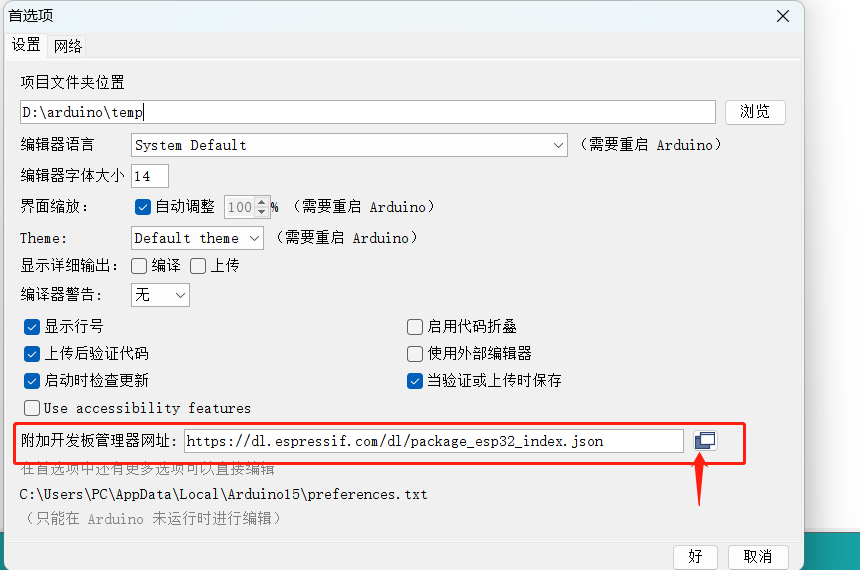 首选项
设置 网络
项目文件夹位置
D:\arduino\temp 浏览
编辑器语言 System Default （需要重启 Arduino）
编辑器字体大小 14
界面缩放： 自动调整 100 % （需要重启 Arduino）
Theme: Default theme （需要重启 Arduino）
显示详细输出： 编译 上传
编译器警告: 无
显示行号 启用代码折叠
上传后验证代码 使用外部编辑器
启动时检查更新 当验证或上传时保存
Use accessibility features
附加开发板管理器网址: https://dl.espressif.com/dl/package_esp32_index.json
在首选项中还有更多选项可以直接编辑
C:\Users\PC\AppData\Local\Arduino15\preferences.txt
（只能在 Arduino 未运行时进行编辑）
好 取消